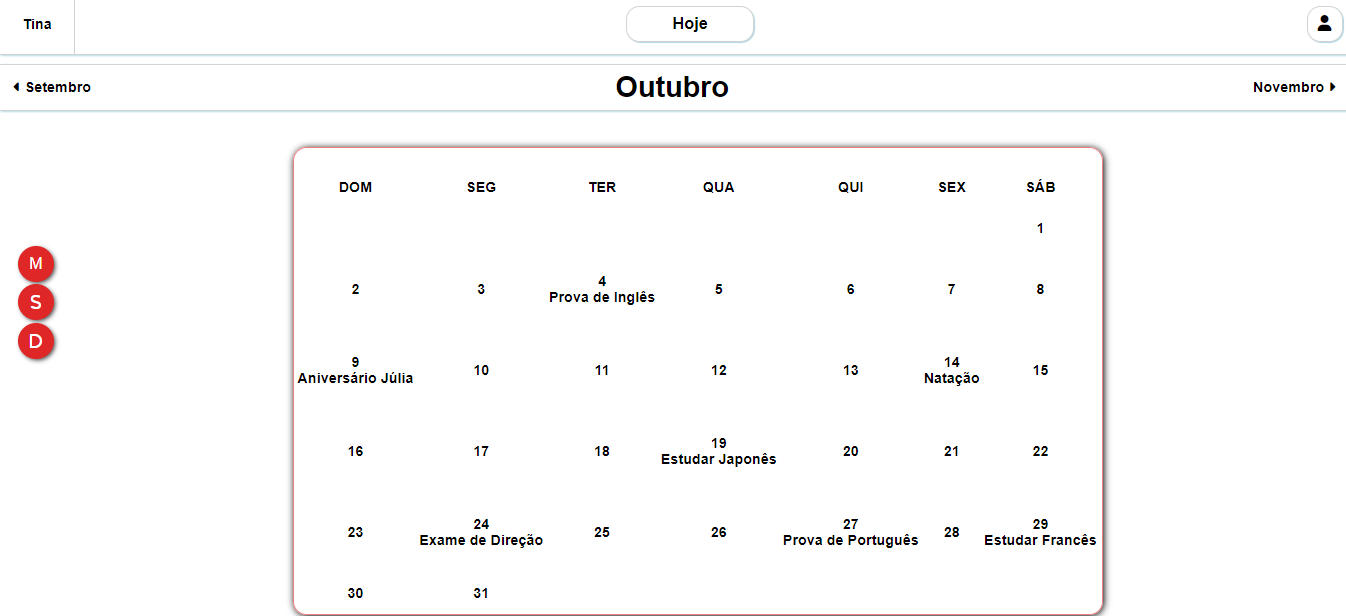 Tina
Hoje
Setembro
Outubro
Novembro
DOM SEG TER QUA QUI SEX SÁB
1
M
S
D
2 3 4 5 6 7 8
Prova de Inglês
9 10 11 12 13 14 15
Aniversário Júlia Natação
16 17 18 19 20 21 22
Estudar Japonês
23 24 25 26 27 28 29
Exame de Direção Prova de Português Estudar Francês
30 31